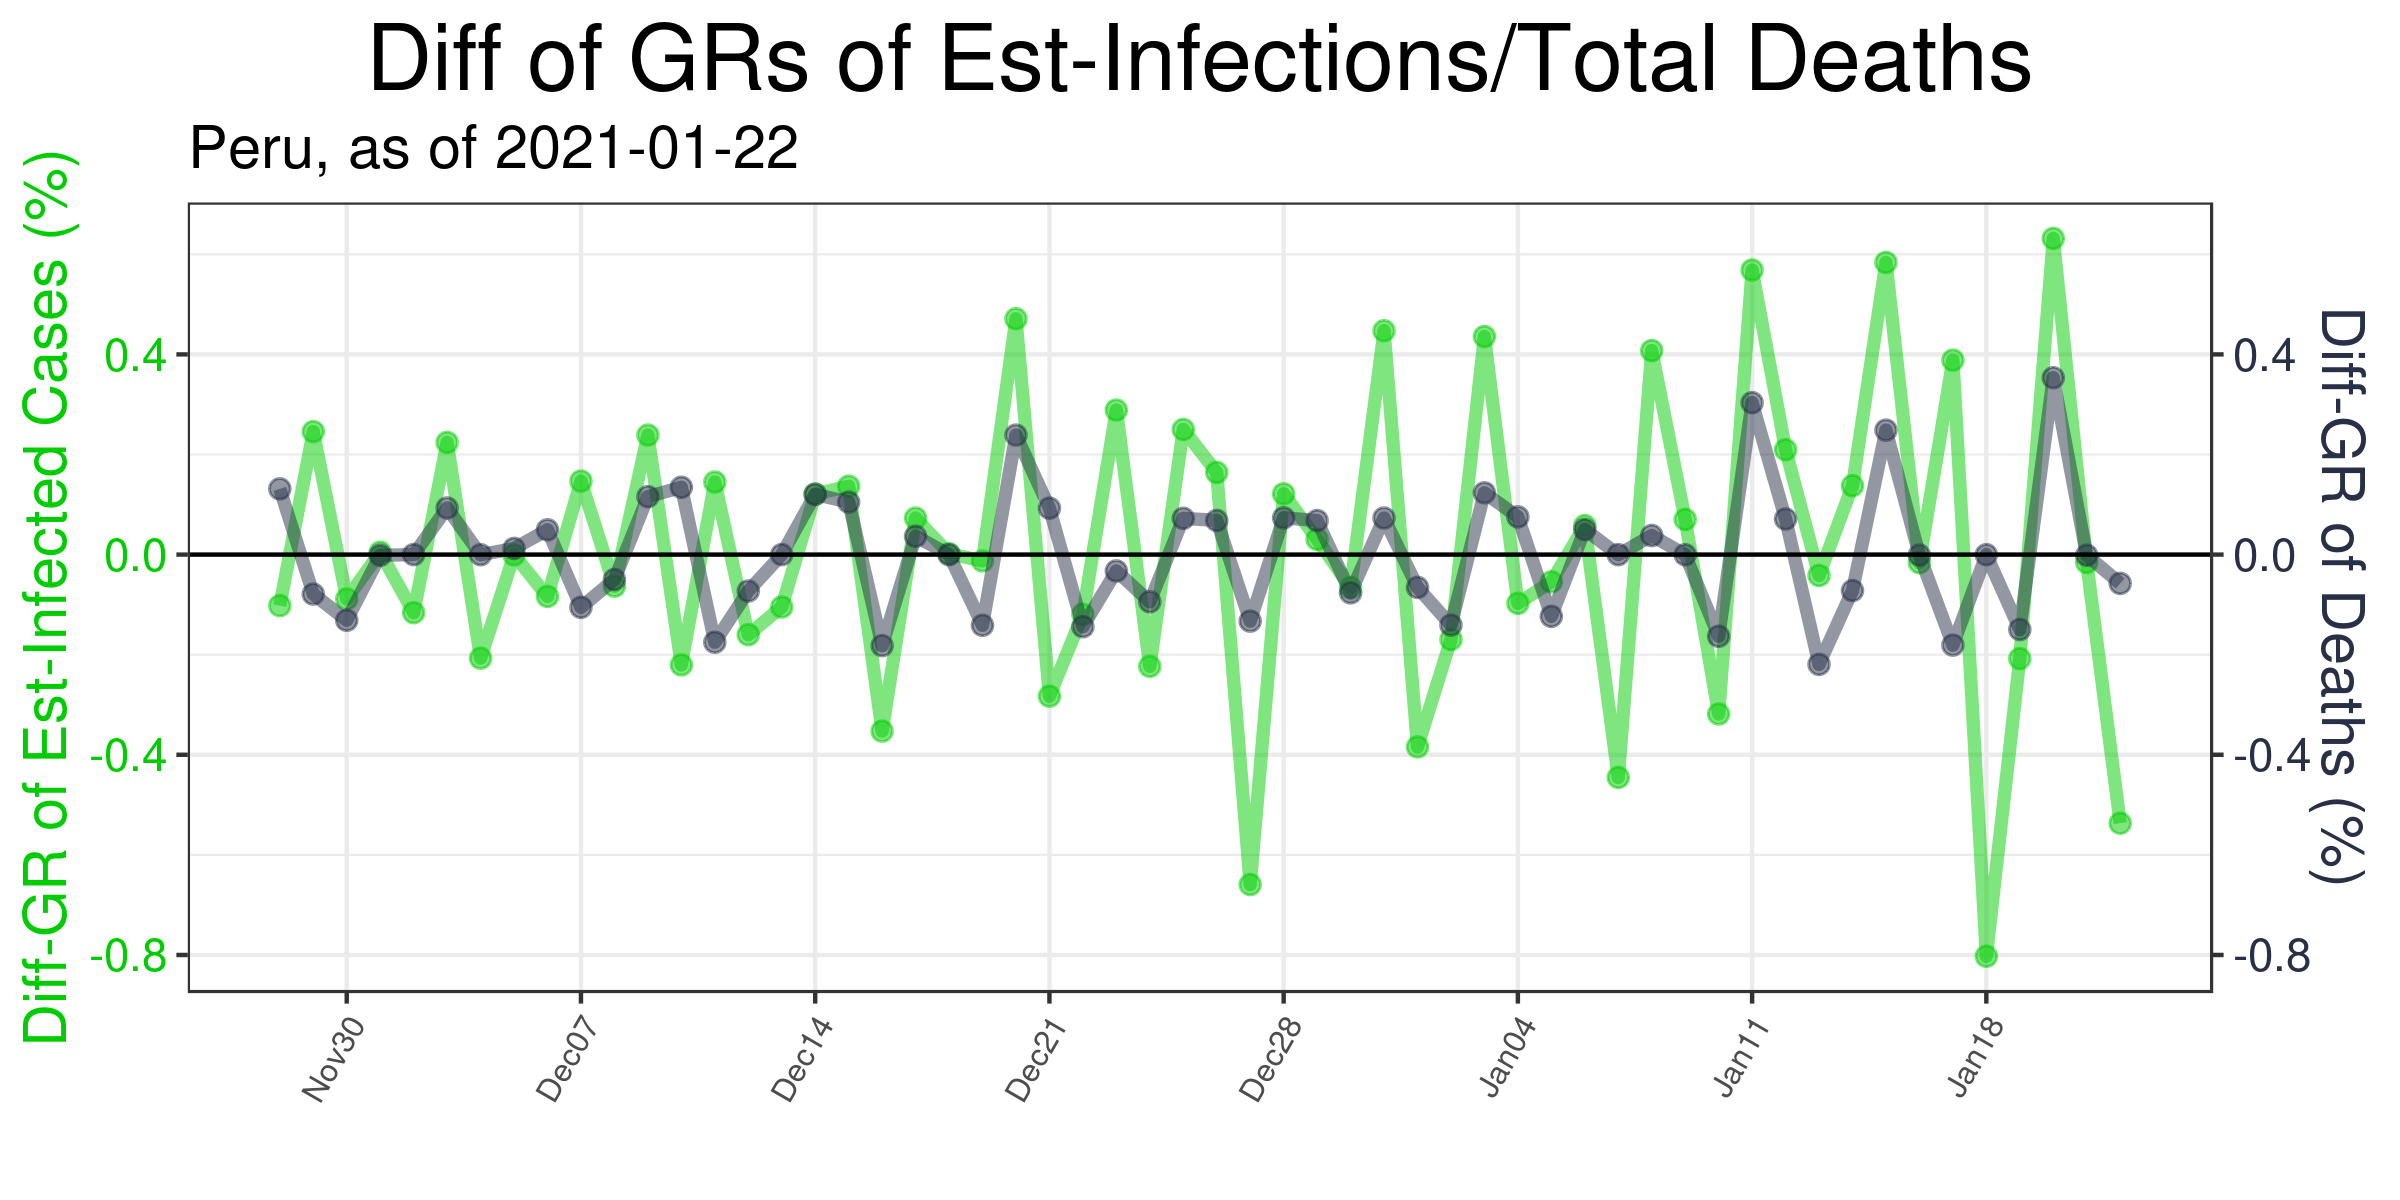 Diff of GRs of Est-Infections/Total Deaths
Peru, as of 2021-01-22
Diff-GR of Est-Infected Cases (%)
0.4
0.0
-0.4
-0.8
0.4
0.0
-0.4
-0.8
Diff-GR of Deaths (%)
Nov30
Dec07
Dec14
Dec21
Dec28
Jan04
Jan11
Jan18